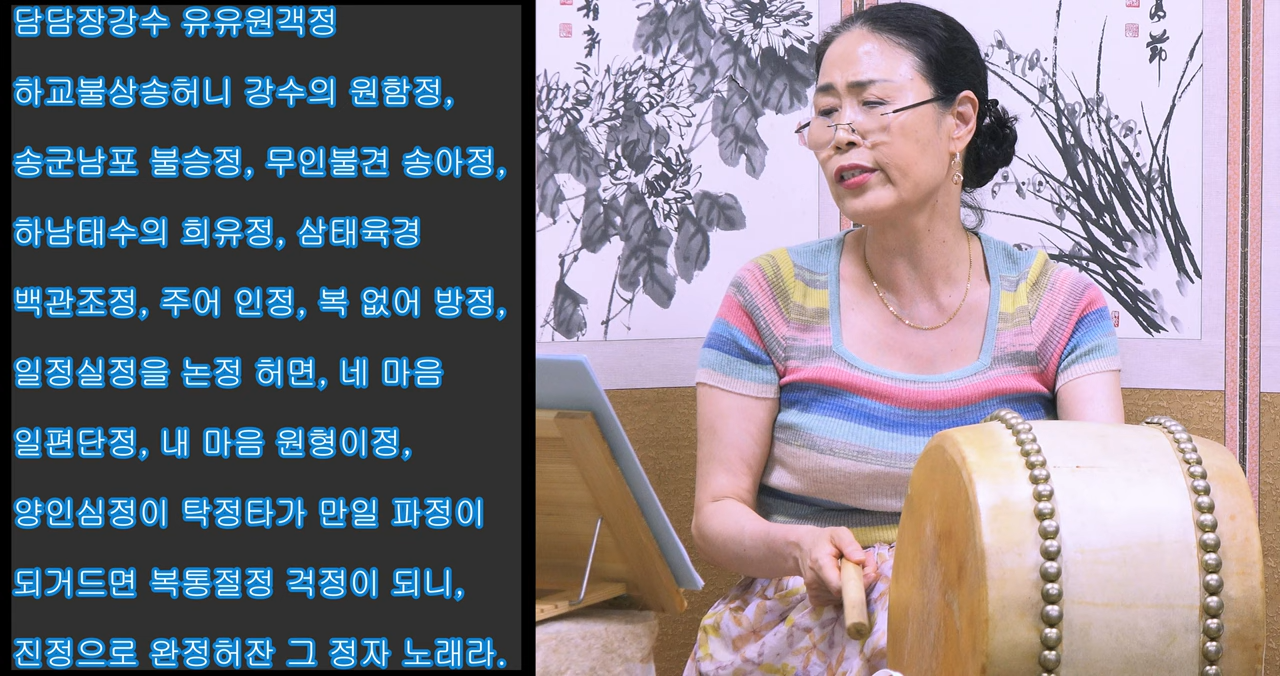 담담장강수 유유원객정
하교불상송허니 강수의 원함정,
송군남포 불승정, 무인불견 송아정,
하남태수의 희유정, 삼태육경
백관조정, 주어 인정, 복 없어 방정,
일정실정을 논정 허면, 네 마음
일편단정, 내 마음 원형이정,
양인심정이 탁정타가 만일 파정이
되거드면 복통절정 걱정이 되니,
진정으로 완정허잔 그 정자 노래라.